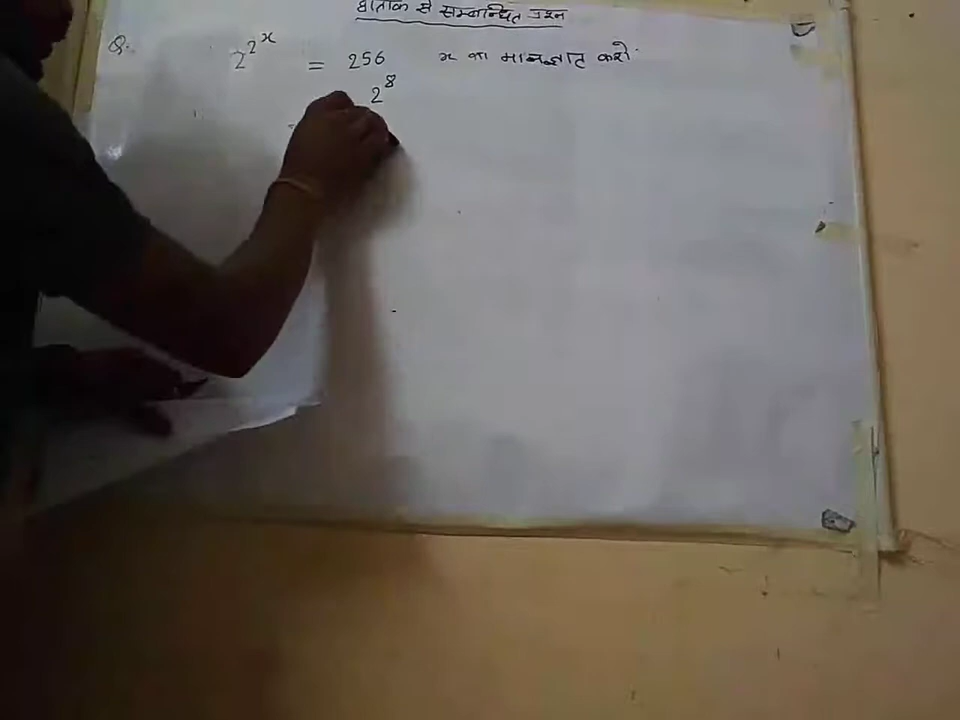 घातांक से सम्बन्धित प्रश्न
Q. 2^2^x = 256 x का मान ज्ञात करो
2^8